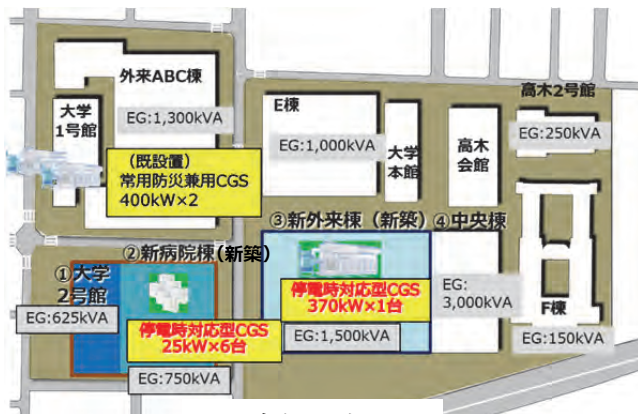 外来ABC棟
EG:1,300kVA
大学
1号館
(既設置)
常用防災兼用CGS
400kW×2
E棟
EG:1,000kVA
大学
本館
高木
会館
高木2号館
EG:250kVA
①大学
2号館
EG:625kVA
②新病院棟(新築)
停電時対応型CGS
25kW×6台
EG:750kVA
③新外来棟(新築)
停電時対応型CGS
370kW×1台
EG:1,500kVA
④中央棟
EG:
3,000kVA
F棟
EG:150kVA